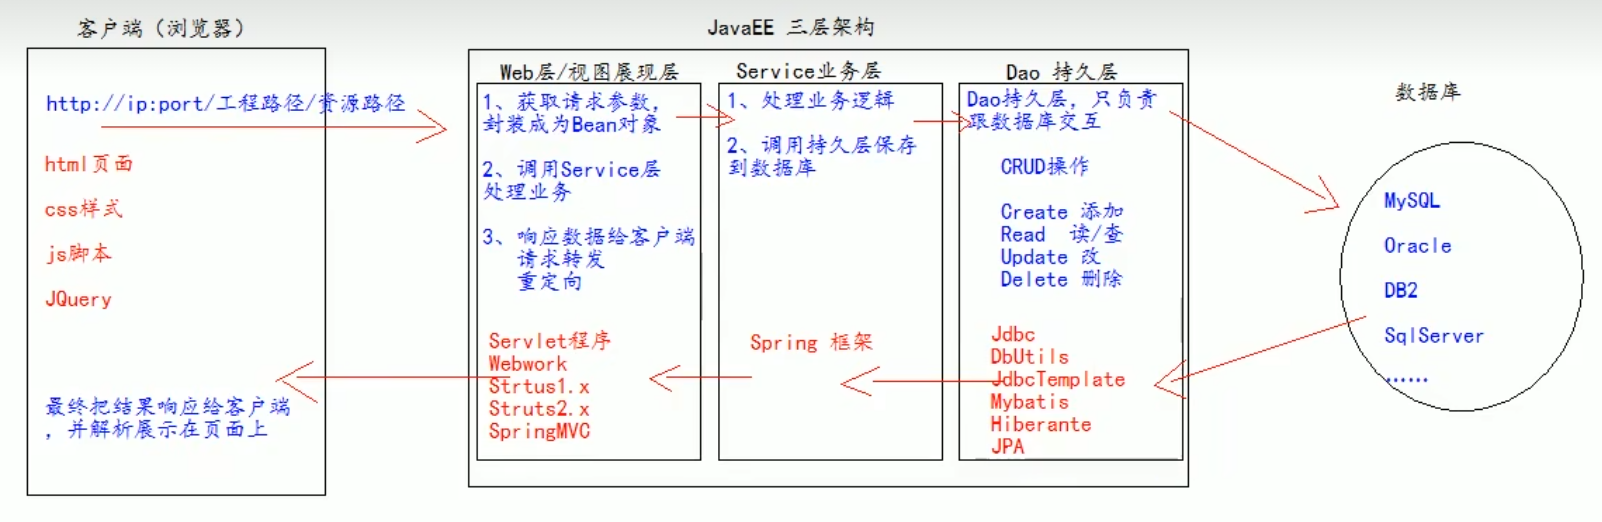 客户端（浏览器）
http://ip:port/工程路径/资源路径
html页面
css样式
js脚本
JQuery
最终把结果响应给客户端
，并解析展示在页面上
JavaEE 三层架构
Web层/视图展现层
1、获取请求参数，
封装成为Bean对象
2、调用Service层
处理业务
3、响应数据给客户端
请求转发
重定向
Servlet程序
Webwork
Strtus1.x
Struts2.x
SpringMVC
Service业务层
1、处理业务逻辑
2、调用持久层保存
到数据库
Spring 框架
Dao 持久层
Dao持久层，只负责
跟数据库交互
CRUD操作
Create 添加
Read 读/查
Update 改
Delete 删除
Jdbc
DbUtils
JdbcTemplate
Mybatis
Hiberante
JPA
数据库
MySQL
Oracle
DB2
SqlServer
......